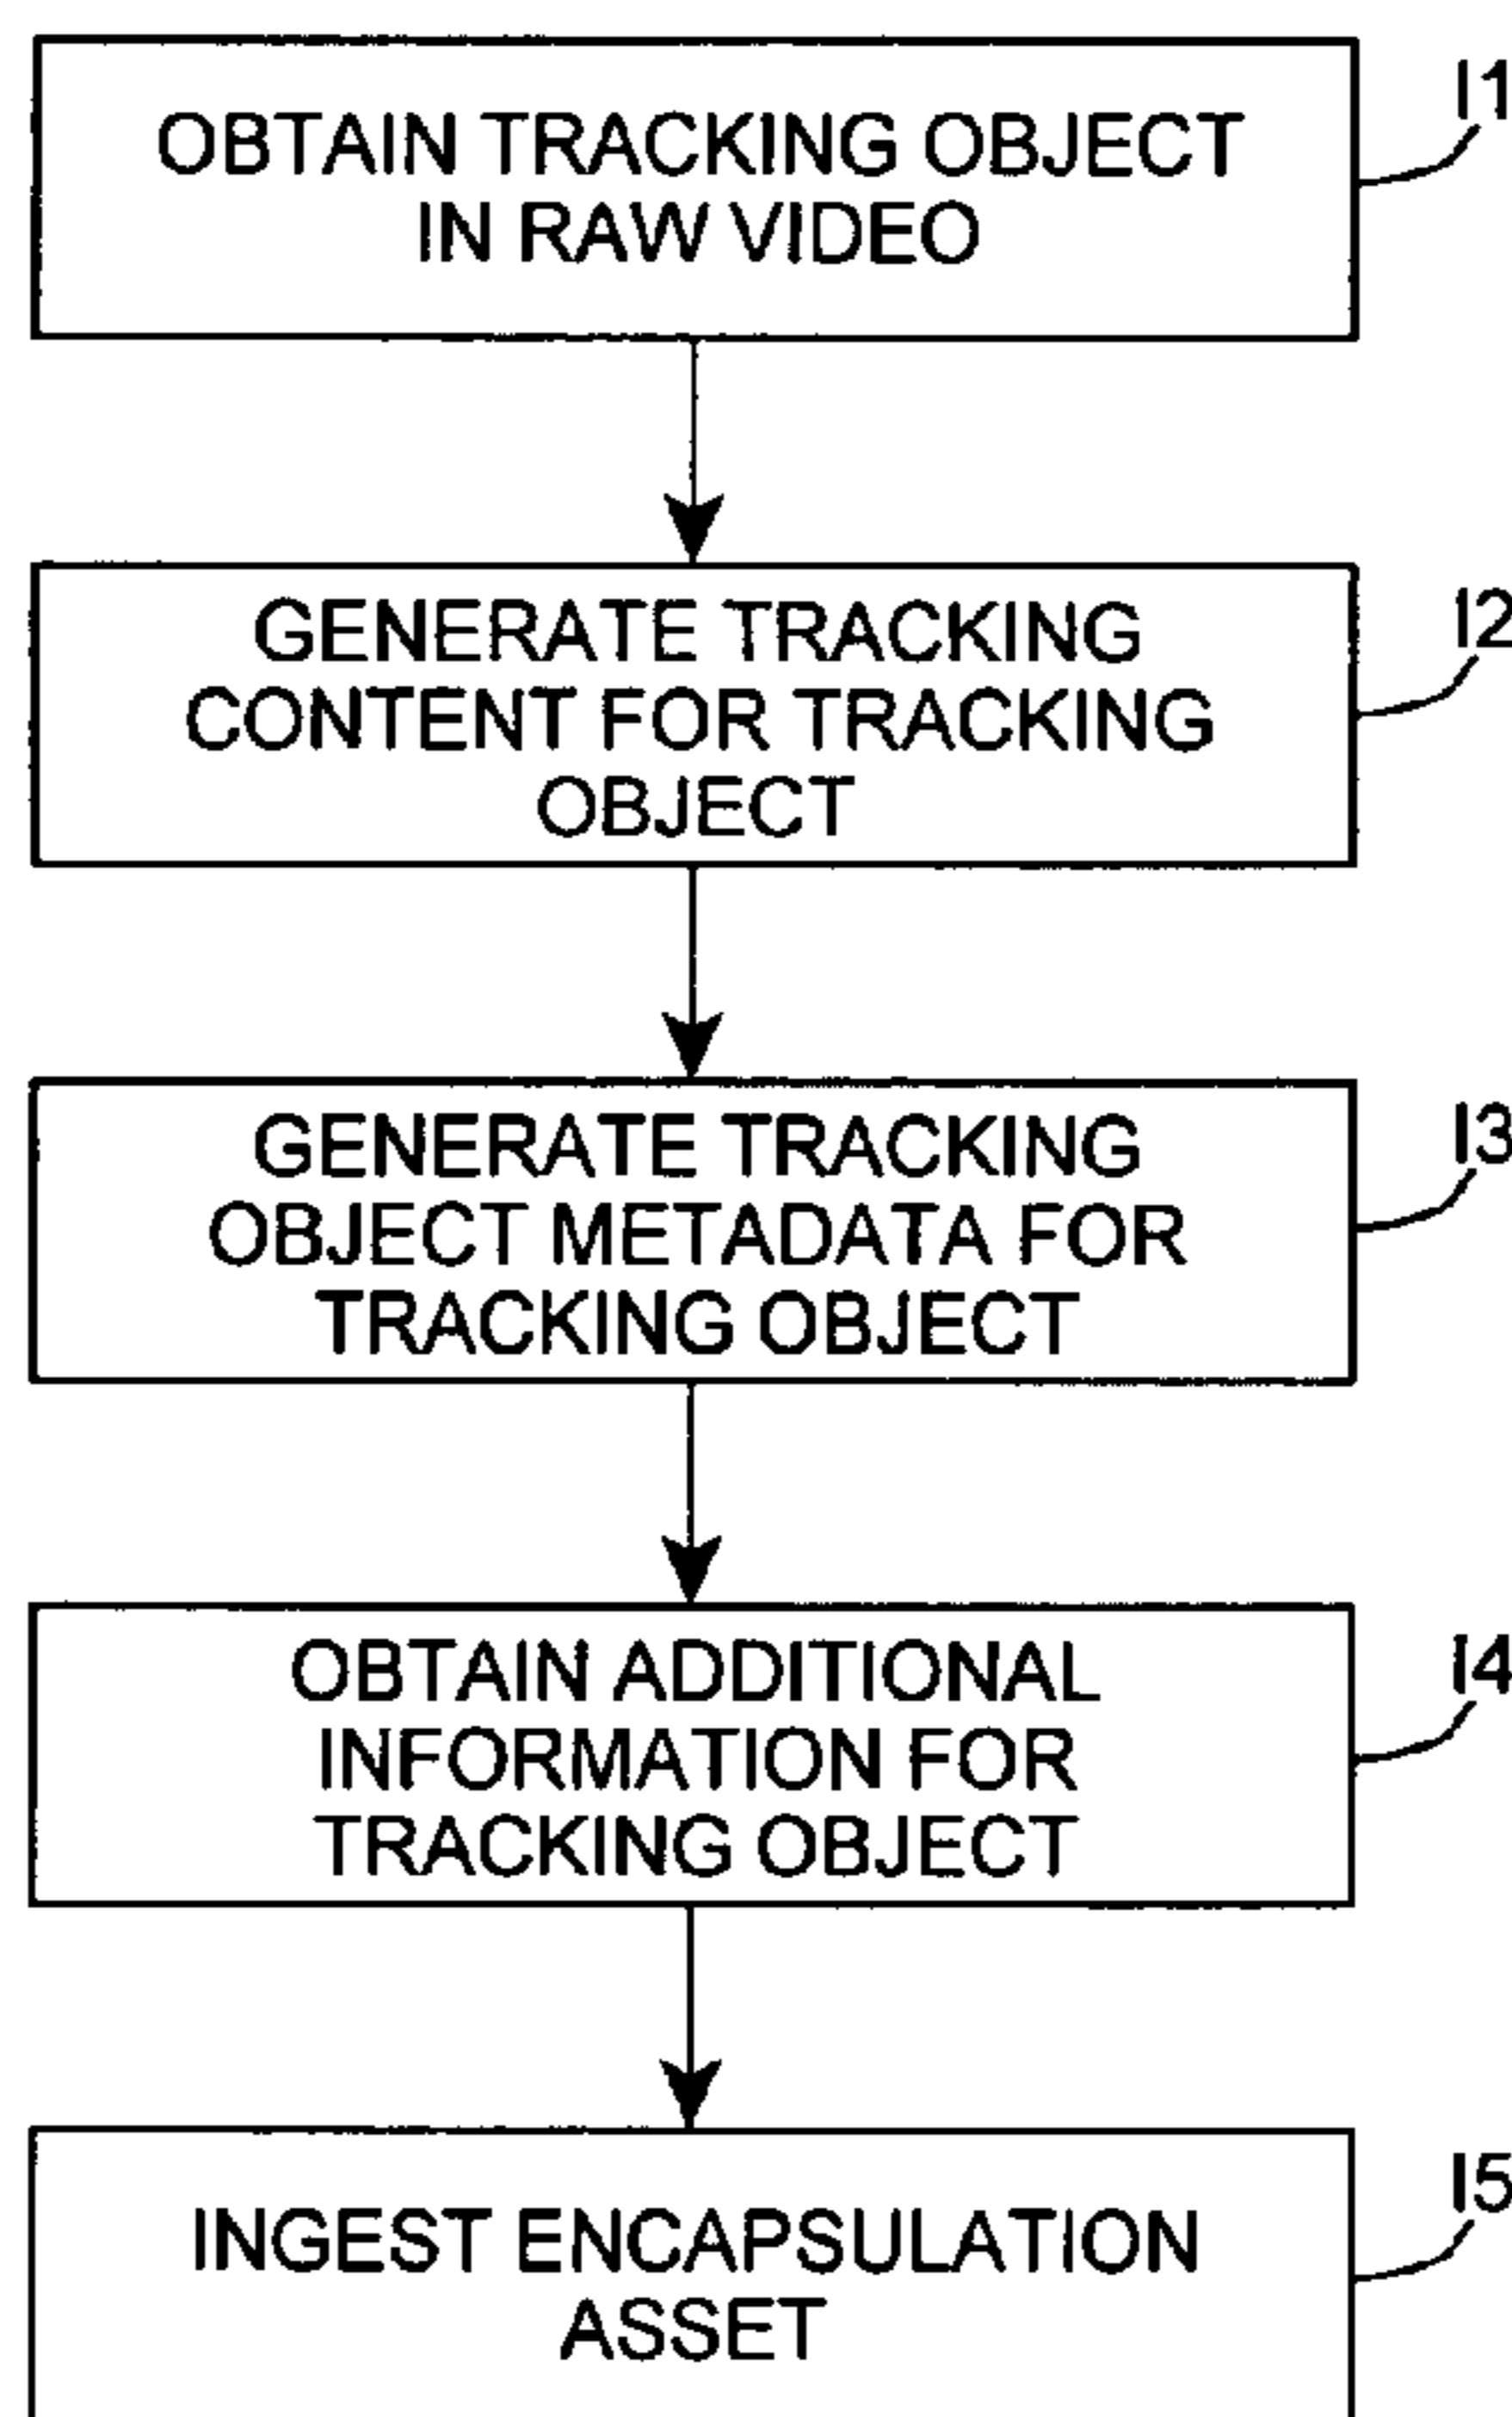 OBTAIN TRACKING OBJECT
IN RAW VIDEO
I1
GENERATE TRACKING
CONTENT FOR TRACKING
OBJECT
I2
GENERATE TRACKING
OBJECT METADATA FOR
TRACKING OBJECT
I3
OBTAIN ADDITIONAL
INFORMATION FOR
TRACKING OBJECT
I4
INGEST ENCAPSULATION
ASSET
I5